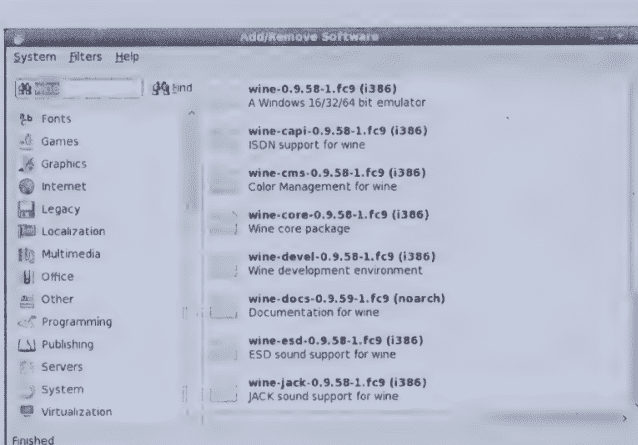 Add/Remove Software
System Filters Help
wine
Find
Fonts
Games
Graphics
Internet
Legacy
Localization
Multimedia
Office
Other
Programming
Publishing
Servers
System
Virtualization
wine-0.9.58-1.fc9 (i386)
A Windows 16/32/64 bit emulator
wine-capi-0.9.58-1.fc9 (i386)
ISDN support for wine
wine-cms-0.9.58-1.fc9 (i386)
Color Management for wine
wine-core-0.9.58-1.fc9 (i386)
Wine core package
wine-devel-0.9.58-1.fc9 (i386)
Wine development environment
wine-docs-0.9.59-1.fc9 (noarch)
Documentation for wine
wine-esd-0.9.58-1.fc9 (i386)
ESD sound support for wine
wine-jack-0.9.58-1.fc9 (i386)
JACK sound support for wine
Finished